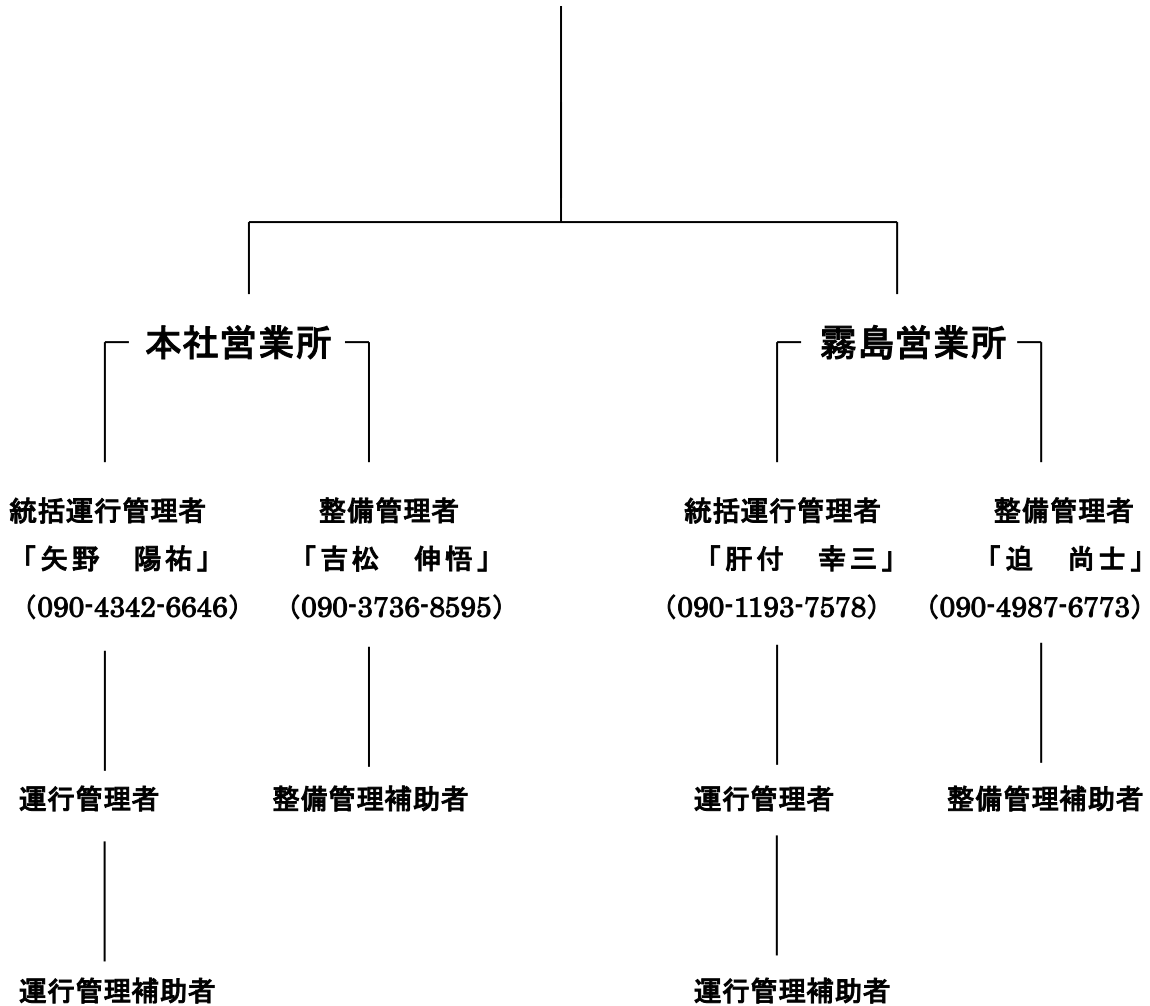 本社営業所　霧島営業所
統括運行管理者　整備管理者　統括運行管理者　整備管理者
「矢野　陽祐」　「吉松　伸悟」　「肝付　幸三」　「迫　尚士」
（090-4342-6646）　（090-3736-8595）　（090-1193-7578）　（090-4987-6773）
運行管理者　整備管理補助者　運行管理者　整備管理補助者
運行管理補助者　運行管理補助者